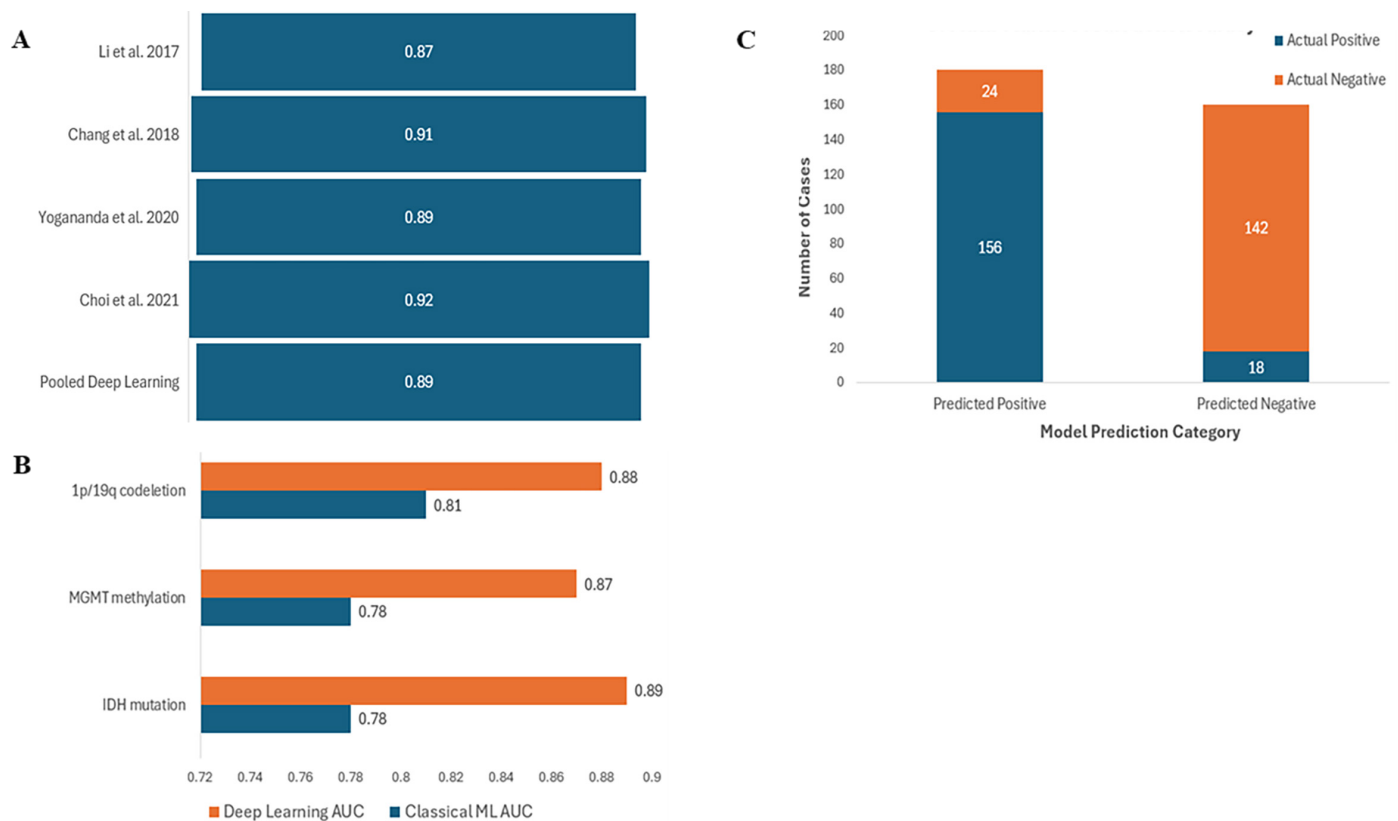 A
Li et al. 2017
0.87
Chang et al. 2018
0.91
Yogananda et al. 2020
0.89
Choi et al. 2021
0.92
Pooled Deep Learning
0.89
B
1p/19q codeletion
0.88
0.81
MGMT methylation
0.87
0.78
IDH mutation
0.89
0.78
0.72 0.74 0.76 0.78 0.8 0.82 0.84 0.86 0.88 0.9
Deep Learning AUC Classical ML AUC
C
Actual Positive
Actual Negative
Number of Cases
200
180
160
140
120
100
80
60
40
20
0
24
156
142
18
Predicted Positive Predicted Negative
Model Prediction Category